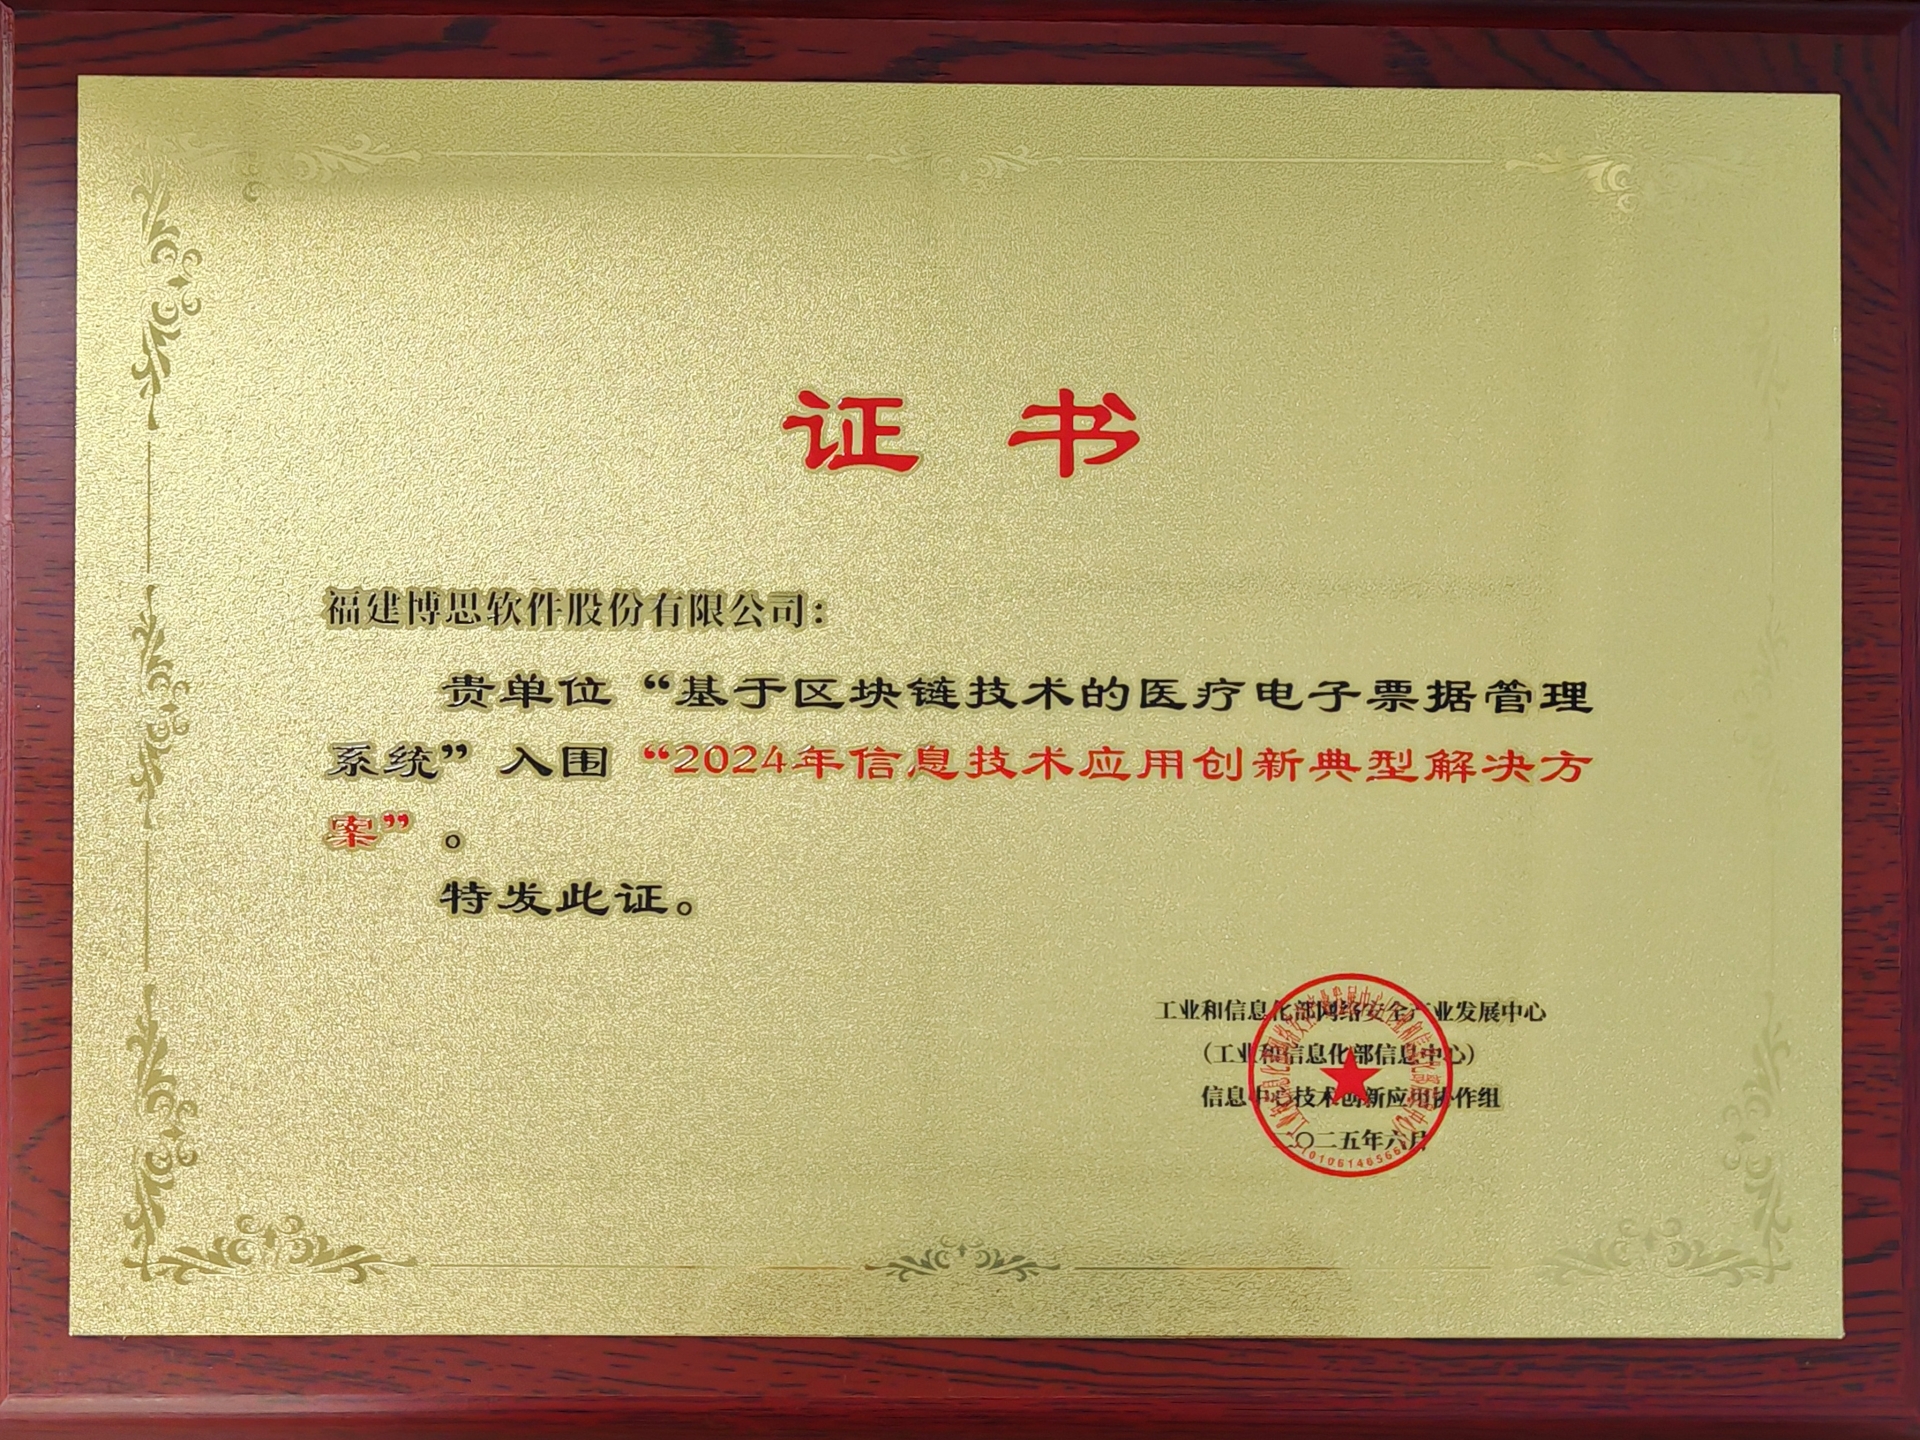 证 书
福建博思软件股份有限公司：
贵单位“基于区块链技术的医疗电子票据管理
系统”入围“2024年信息技术应用创新典型解决方
案”。
特发此证。
工业和信息化部网络安全产业发展中心
（工业和信息化部信息中心）
信息中心技术创新应用协作组
二〇二五年六月